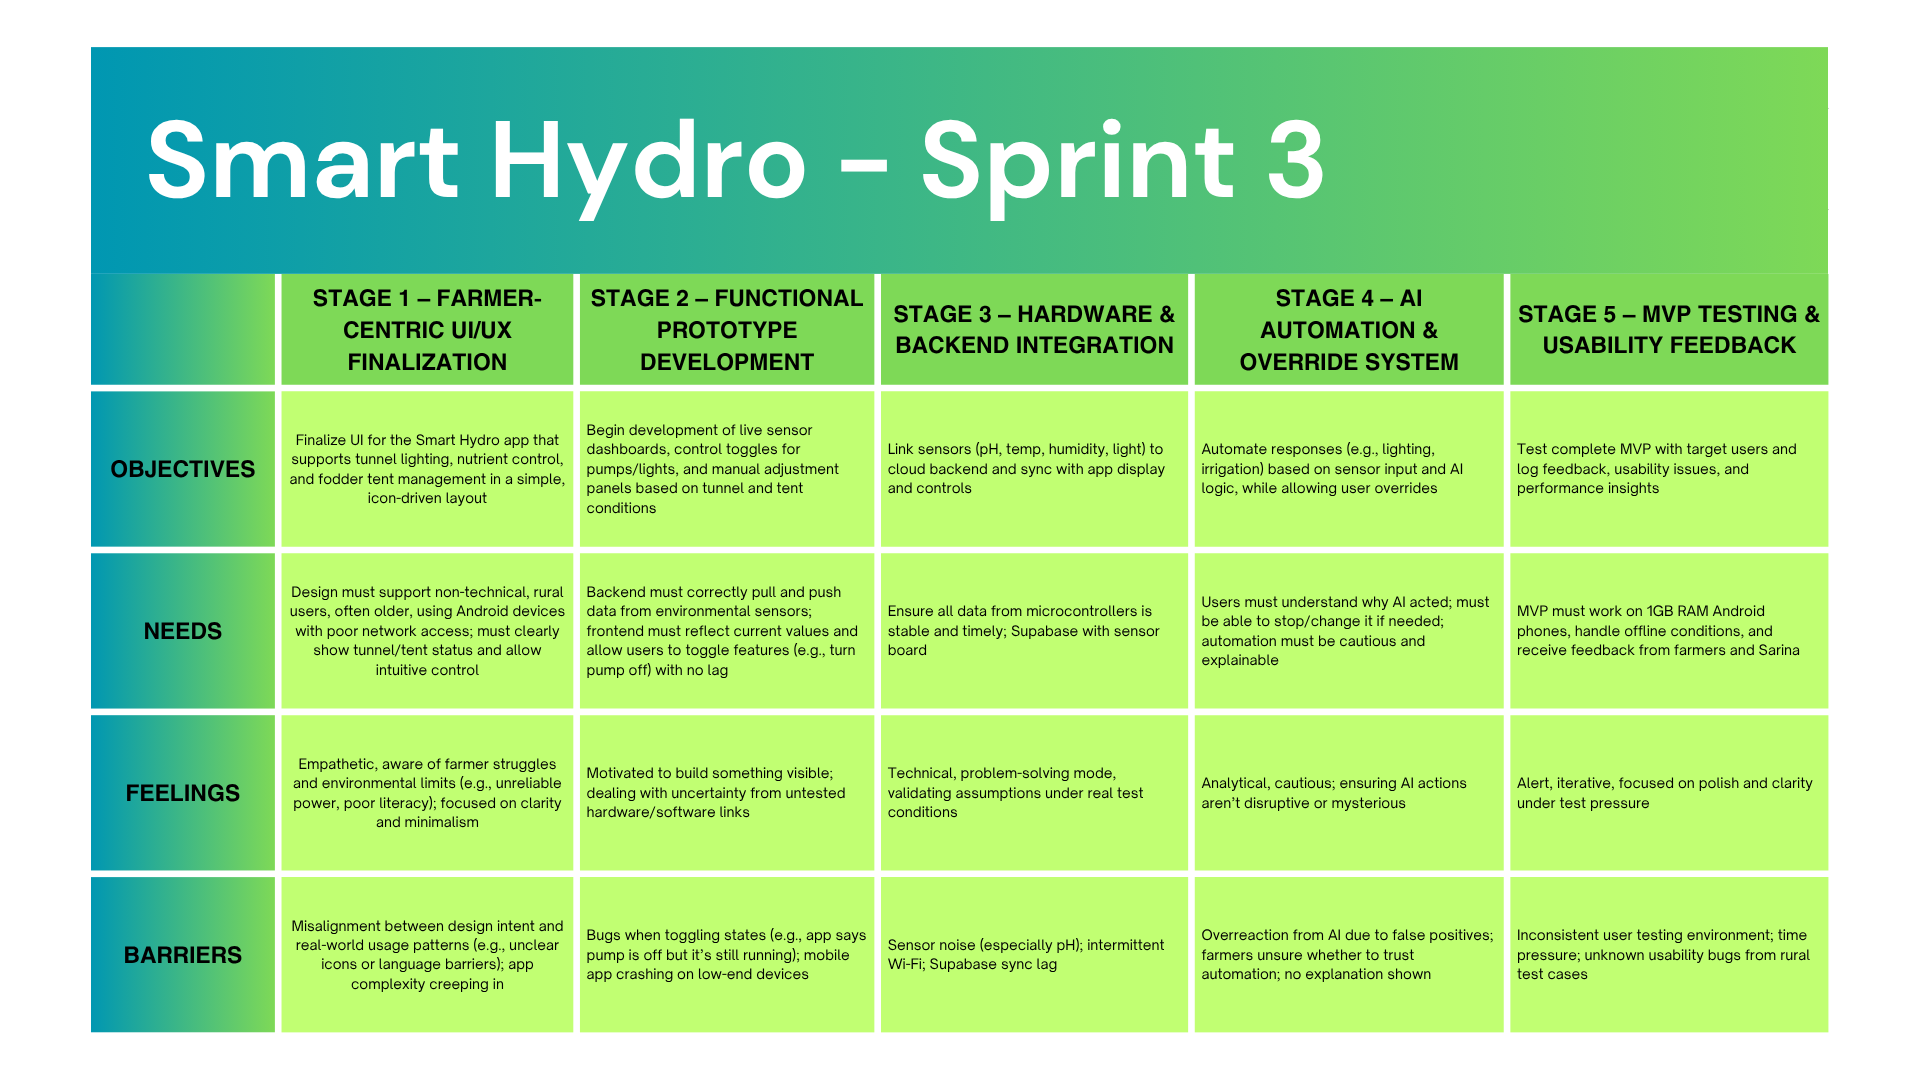 Smart Hydro - Sprint 3
STAGE 1 – FARMER-
CENTRIC UI/UX
FINALIZATION
STAGE 2 – FUNCTIONAL
PROTOTYPE
DEVELOPMENT
STAGE 3 – HARDWARE &
BACKEND INTEGRATION
STAGE 4 – AI
AUTOMATION &
OVERRIDE SYSTEM
STAGE 5 – MVP TESTING &
USABILITY FEEDBACK
OBJECTIVES
Finalize UI for the Smart Hydro app that
supports tunnel lighting, nutrient control,
and fodder tent management in a simple,
icon-driven layout
Begin development of live sensor
dashboards, control toggles for
pumps/lights, and manual adjustment
panels based on tunnel and tent
conditions
Link sensors (pH, temp, humidity, light) to
cloud backend and sync with app display
and controls
Automate responses (e.g., lighting,
irrigation) based on sensor input and AI
logic, while allowing user overrides
Test complete MVP with target users and
log feedback, usability issues, and
performance insights
NEEDS
Design must support non-technical, rural
users, often older, using Android devices
with poor network access; must clearly
show tunnel/tent status and allow
intuitive control
Backend must correctly pull and push
data from environmental sensors;
frontend must reflect current values and
allow users to toggle features (e.g., turn
pump off) with no lag
Ensure all data from microcontrollers is
stable and timely; Supabase with sensor
board
Users must understand why AI acted; must
be able to stop/change it if needed;
automation must be cautious and
explainable
MVP must work on 1GB RAM Android
phones, handle offline conditions, and
receive feedback from farmers and Sarina
FEELINGS
Empathetic, aware of farmer struggles
and environmental limits (e.g., unreliable
power, poor literacy); focused on clarity
and minimalism
Motivated to build something visible;
dealing with uncertainty from untested
hardware/software links
Technical, problem-solving mode,
validating assumptions under real test
conditions
Analytical, cautious; ensuring AI actions
aren't disruptive or mysterious
Alert, iterative, focused on polish and clarity
under test pressure
BARRIERS
Misalignment between design intent and
real-world usage patterns (e.g., unclear
icons or language barriers); app
complexity creeping in
Bugs when toggling states (e.g., app says
pump is off but it's still running); mobile
app crashing on low-end devices
Sensor noise (especially pH); intermittent
Wi-Fi; Supabase sync lag
Overreaction from AI due to false positives;
farmers unsure whether to trust
automation; no explanation shown
Inconsistent user testing environment; time
pressure; unknown usability bugs from rural
test cases